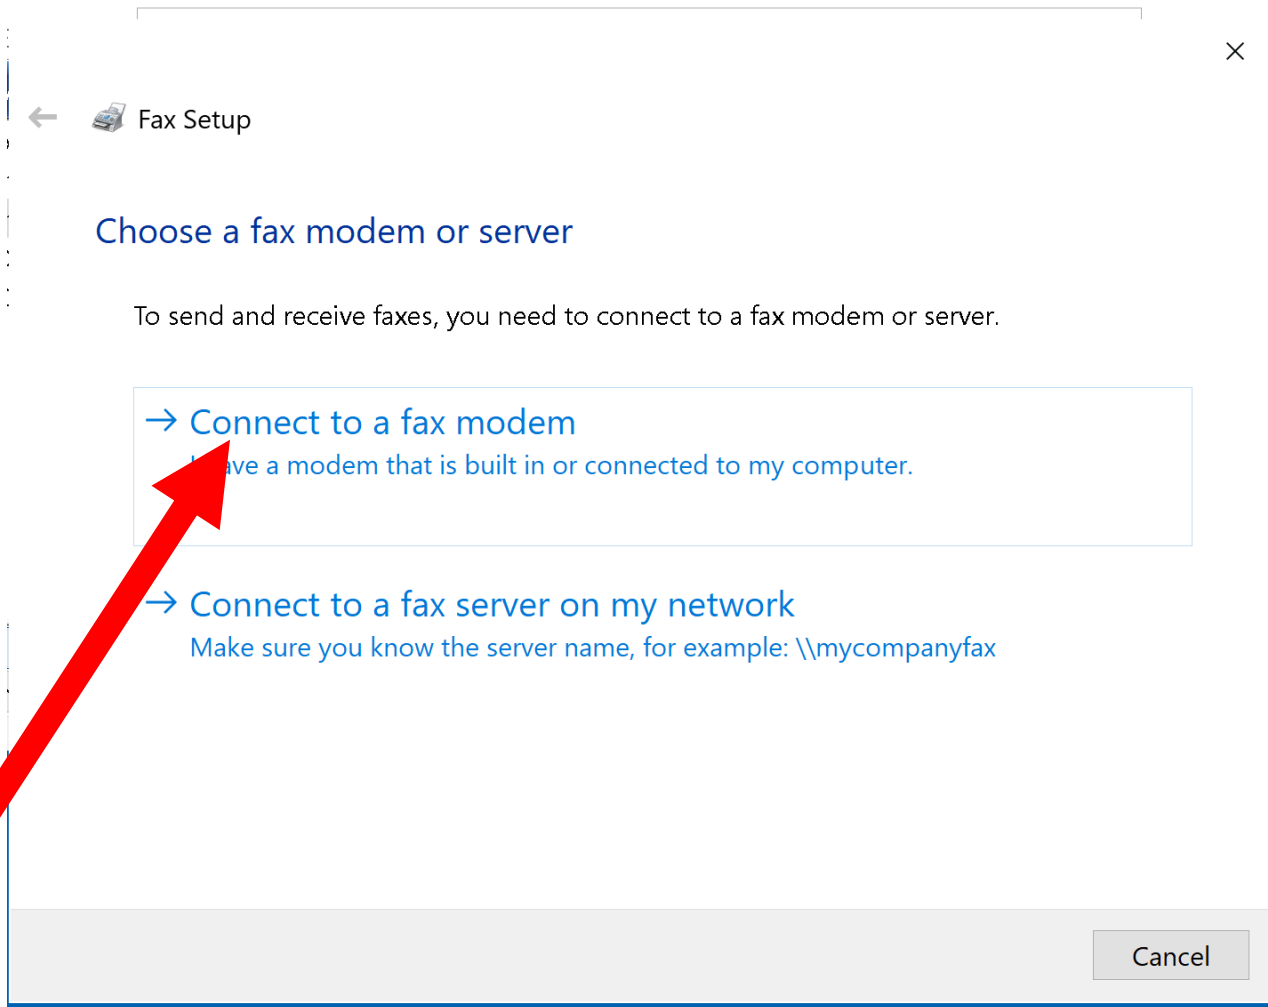 Fax Setup
Choose a fax modem or server
To send and receive faxes, you need to connect to a fax modem or server.
Connect to a fax modem
I have a modem that is built in or connected to my computer.
Connect to a fax server on my network
Make sure you know the server name, for example: \\mycompanyfax
Cancel